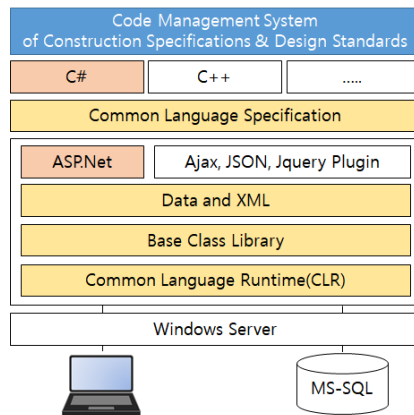 Code Management System
of Construction Specifications & Design Standards
C#
C++
.....
Common Language Specification
ASP.Net
Ajax, JSON, Jquery Plugin
Data and XML
Base Class Library
Common Language Runtime(CLR)
Windows Server
MS-SQL